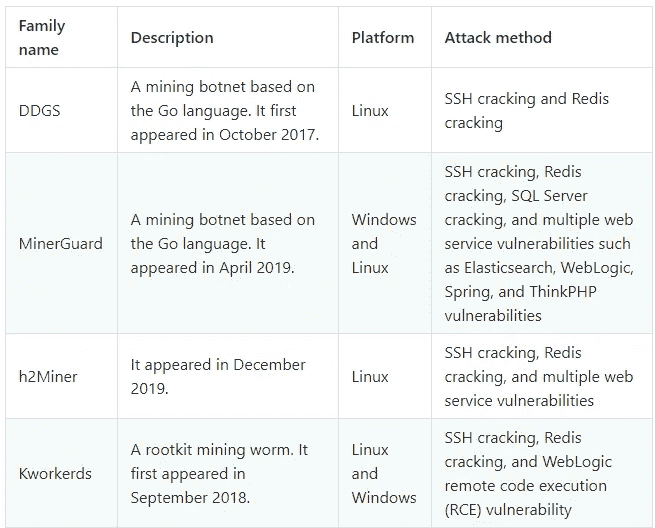 Family
name
Description
Platform
Attack method
DDGS
A mining botnet based on
the Go language. It first
appeared in October 2017.
Linux
SSH cracking and Redis
cracking
MinerGuard
A mining botnet based on
the Go language. It
appeared in April 2019.
Windows
and
Linux
SSH cracking, Redis
cracking, SQL Server
cracking, and multiple web
service vulnerabilities such
as Elasticsearch, WebLogic,
Spring, and ThinkPHP
vulnerabilities
h2Miner
It appeared in December
2019.
Linux
SSH cracking, Redis
cracking, and multiple web
service vulnerabilities
Kworkerds
A rootkit mining worm. It
first appeared in
September 2018.
Linux
and
Windows
SSH cracking, Redis
cracking, and WebLogic
remote code execution
(RCE) vulnerability